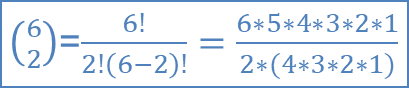 (6 2) = 6! / 2!(6−2)! = 6*5*4*3*2*1 / 2*(4*3*2*1)